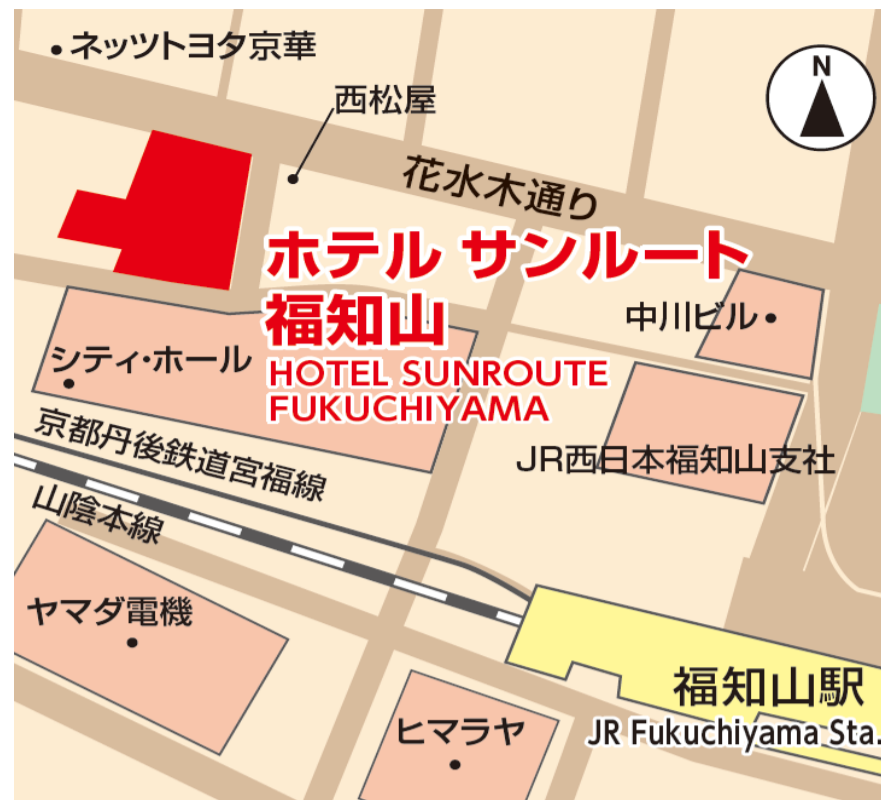 ネッツトヨタ京華
N
西松屋
花水木通り
ホテル サンルート
福知山
HOTEL SUNROUTE
FUKUCHIYAMA
中川ビル
シティ・ホール
JR西日本福知山支社
京都丹後鉄道宮福線
山陰本線
ヤマダ電機
福知山駅
JR Fukuchiyama Sta.
ヒマラヤ